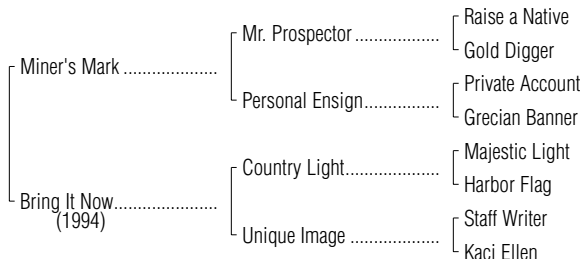 Raise a Native
Mr. Prospector ..................
Gold Digger
Miner's Mark ....................
Private Account
Personal Ensign................
Grecian Banner
Majestic Light
Country Light....................
Harbor Flag
Bring It Now......................
(1994)
Staff Writer
Unique Image ...................
Kaci Ellen